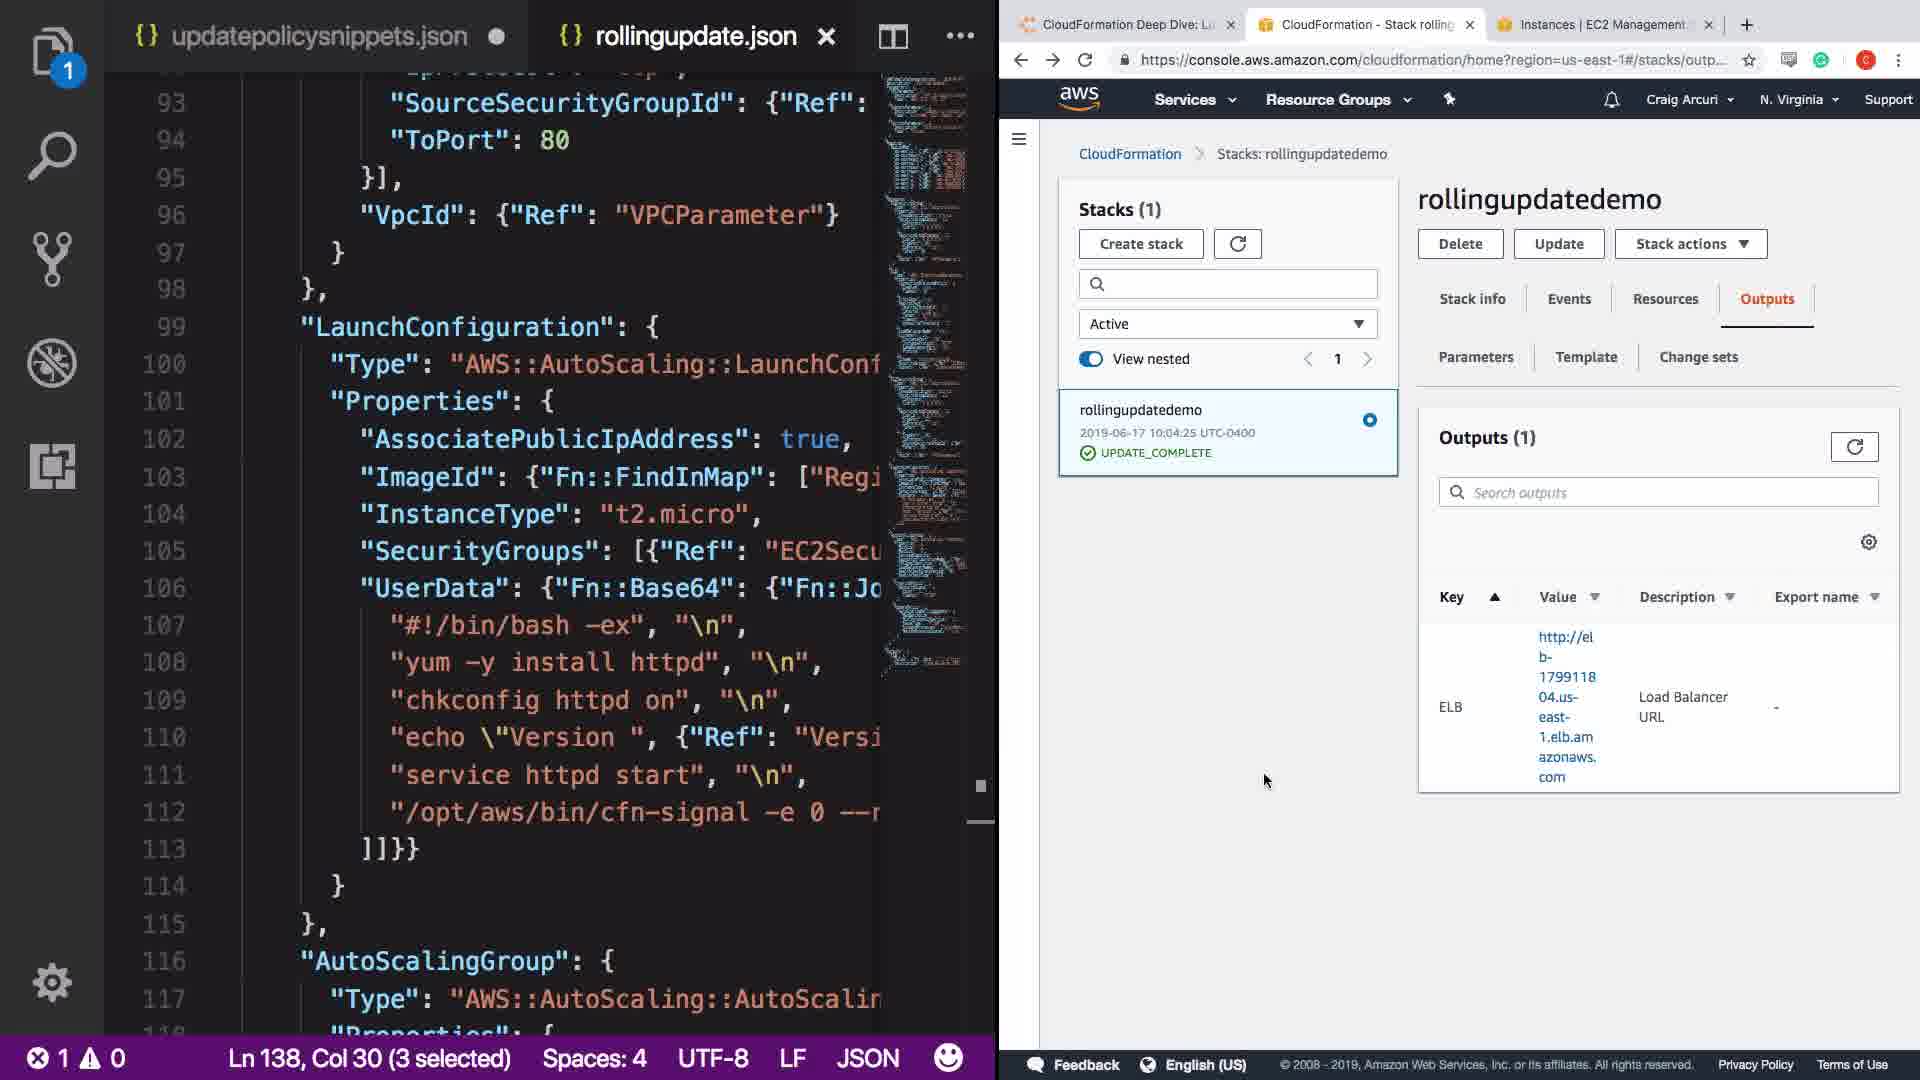 updatepolicysnippets.json
rollingupdate.json
1
93 "SourceSecurityGroupId": {"Ref":
94 "ToPort": 80
95 }],
96 "VpcId": {"Ref": "VPCParameter"}
97 }
98 },
99 "LaunchConfiguration": {
100 "Type": "AWS::AutoScaling::LaunchConf
101 "Properties": {
102 "AssociatePublicIpAddress": true,
103 "ImageId": {"Fn::FindInMap": ["Regi
104 "InstanceType": "t2.micro",
105 "SecurityGroups": [{"Ref": "EC2Secu
106 "UserData": {"Fn::Base64": {"Fn::Jo
107 "#!/bin/bash -ex", "\n",
108 "yum -y install httpd", "\n",
109 "chkconfig httpd on", "\n",
110 "echo \"Version ", {"Ref": "Versi
111 "service httpd start", "\n",
112 "/opt/aws/bin/cfn-signal -e 0 --r
113 ]]}}
114 }
115 },
116 "AutoScalingGroup": {
117 "Type": "AWS::AutoScaling::AutoScalin
118 "Properties": {
1 0 Ln 138, Col 30 (3 selected) Spaces: 4 UTF-8 LF JSON
CloudFormation Deep Dive: L
CloudFormation - Stack rolling
Instances | EC2 Management
https://console.aws.amazon.com/cloudformation/home?region=us-east-1#/stacks/outp...
C
aws Services Resource Groups Craig Arcuri N. Virginia Support
CloudFormation Stacks: rollingupdatedemo
Stacks (1)
Create stack
Active
View nested 1
rollingupdatedemo
2019-06-17 10:04:25 UTC-0400
UPDATE_COMPLETE
rollingupdatedemo
Delete Update Stack actions
Stack info Events Resources Outputs
Parameters Template Change sets
Outputs (1)
Search outputs
Key Value Description Export name
ELB
http://el
b-
1799118
04.us-
east-
1.elb.am
azonaws.
com
Load Balancer
URL
-
Feedback English (US) © 2008 - 2019, Amazon Web Services, Inc. or its affiliates. All rights reserved. Privacy Policy Terms of Use